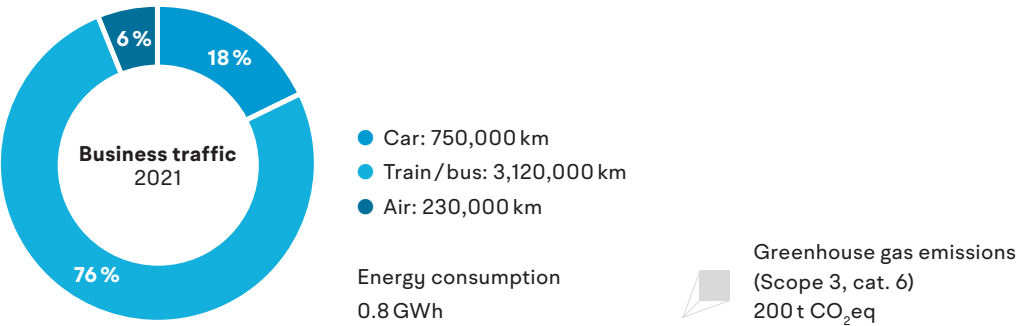 6 %
18 %
Business traffic
2021
76 %
Car: 750,000 km
Train/bus: 3,120,000 km
Air: 230,000 km
Energy consumption
0.8 GWh
Greenhouse gas emissions
(Scope 3, cat. 6)
200 t CO₂eq